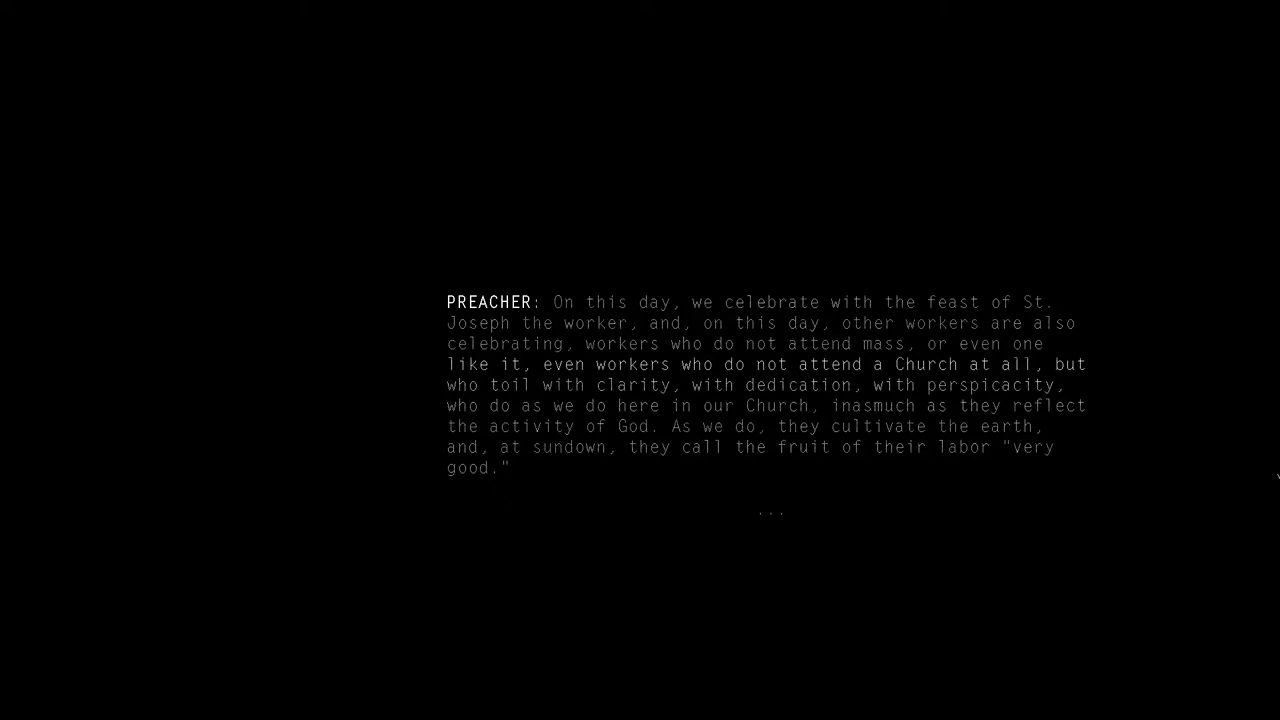 PREACHER: On this day, we celebrate with the feast of St.
Joseph the worker, and, on this day, other workers are also
celebrating, workers who do not attend mass, or even one
like it, even workers who do not attend a Church at all, but
who toil with clarity, with dedication, with perspicacity,
who do as we do here in our Church, inasmuch as they reflect
the activity of God. As we do, they cultivate the earth,
and, at sundown, they call the fruit of their labor "very
good."
...